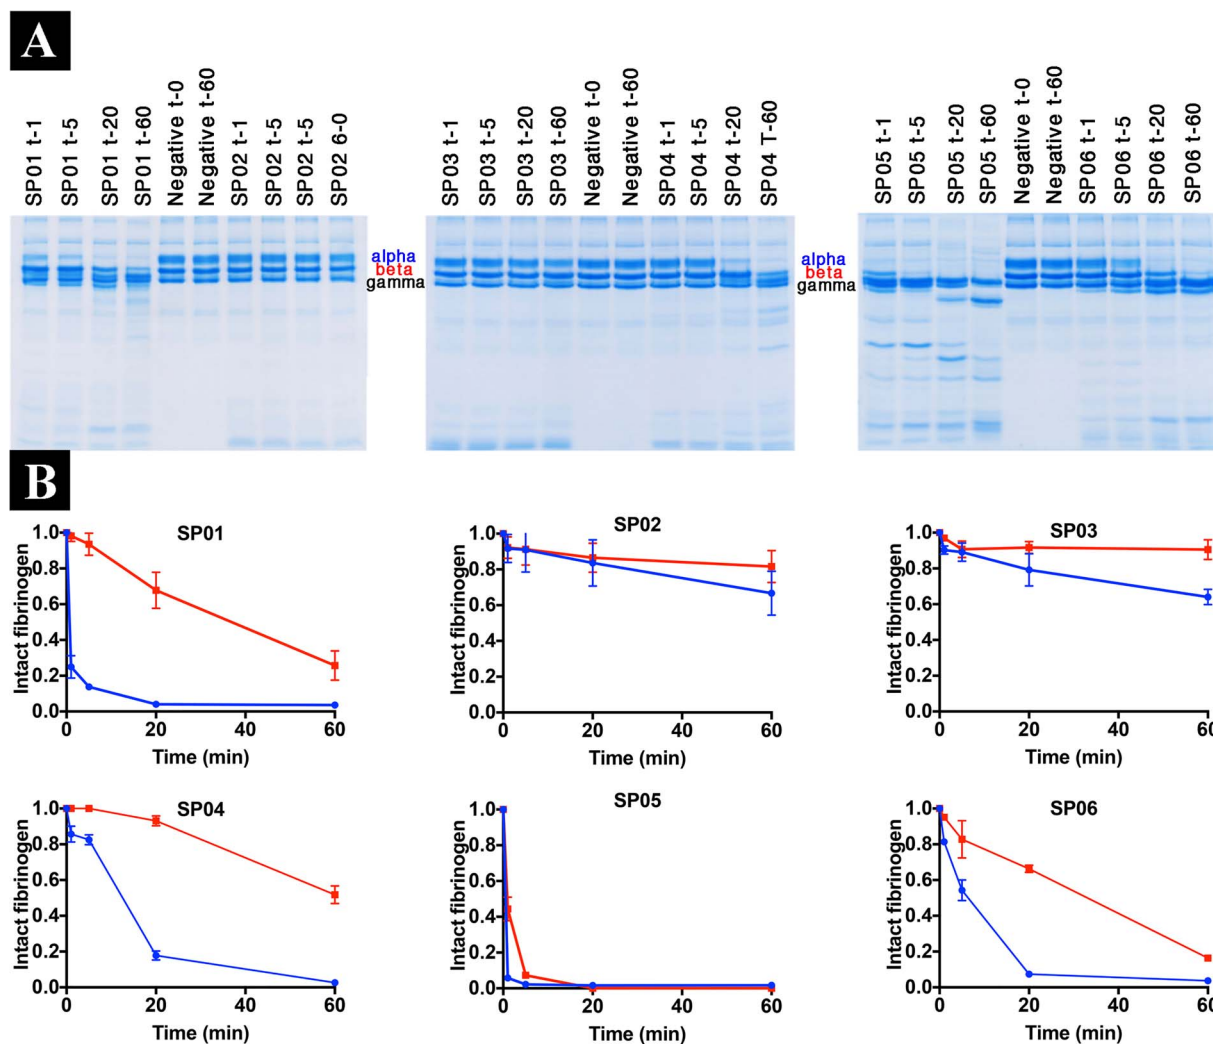 A
SP01 t-1
SP01 t-5
SP01 t-20
SP01 t-60
Negative t-0
Negative t-60
SP02 t-1
SP02 t-5
SP02 t-5
SP02 6-0
SP03 t-1
SP03 t-5
SP03 t-20
SP03 t-60
Negative t-0
Negative t-60
SP04 t-1
SP04 t-5
SP04 t-20
SP04 T-60
SP05 t-1
SP05 t-5
SP05 t-20
SP05 t-60
Negative t-0
Negative t-60
SP06 t-1
SP06 t-5
SP06 t-20
SP06 t-60
alpha
beta
gamma
alpha
beta
gamma
B
SP01
Intact fibrinogen
1.0
0.8
0.6
0.4
0.2
0.0
0 20 40 60
Time (min)
SP02
Intact fibrinogen
1.0
0.8
0.6
0.4
0.2
0.0
0 20 40 60
Time (min)
SP03
Intact fibrinogen
1.0
0.8
0.6
0.4
0.2
0.0
0 20 40 60
Time (min)
SP04
Intact fibrinogen
1.0
0.8
0.6
0.4
0.2
0.0
0 20 40 60
Time (min)
SP05
Intact fibrinogen
1.0
0.8
0.6
0.4
0.2
0.0
0 20 40 60
Time (min)
SP06
Intact fibrinogen
1.0
0.8
0.6
0.4
0.2
0.0
0 20 40 60
Time (min)